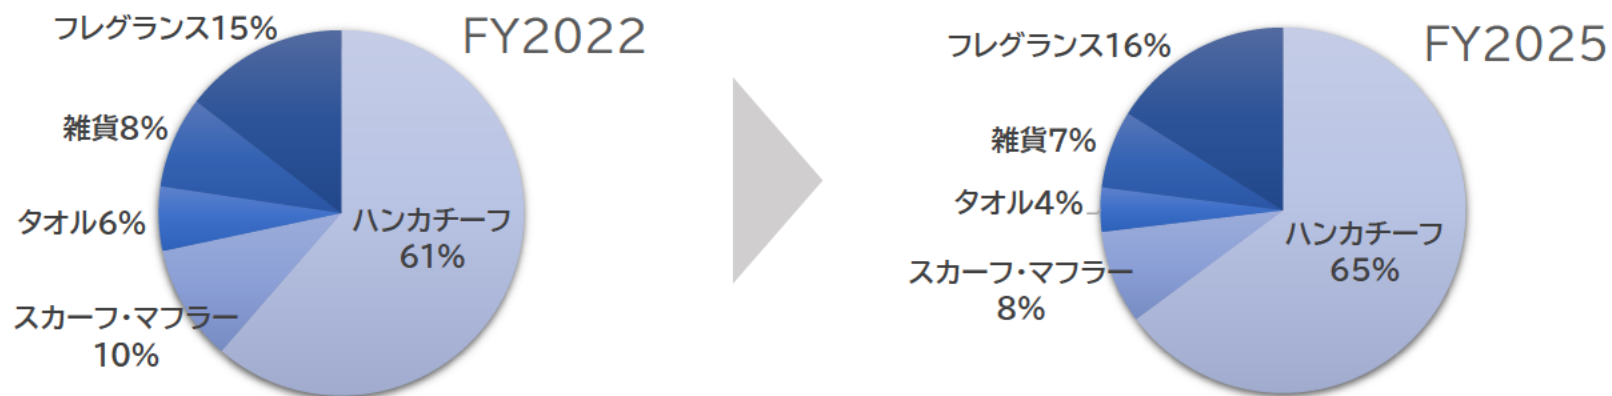 FY2022
フレグランス15%
雑貨8%
タオル6%
スカーフ・マフラー
10%
ハンカチーフ
61%
FY2025
フレグランス16%
雑貨7%
タオル4%
スカーフ・マフラー
8%
ハンカチーフ
65%